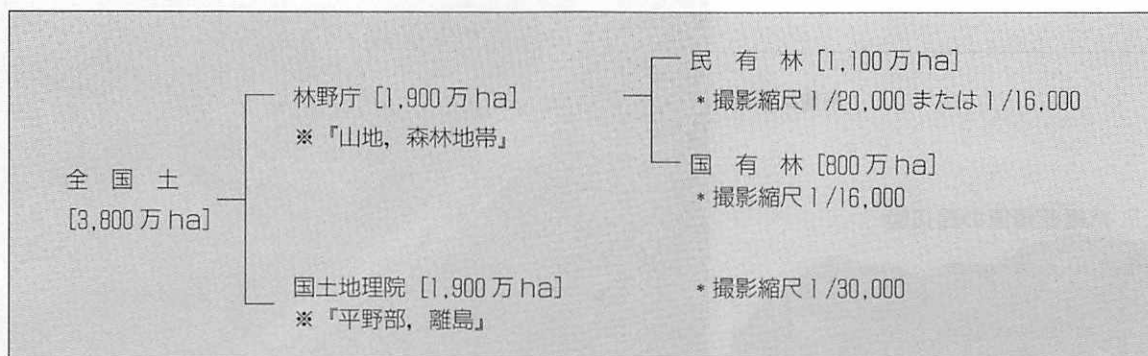 民有林 [1,100万ha]
林野庁 [1,900万ha]
*撮影縮尺1/20,000または1/16,000
※『山地,森林地帯』
全国土
国有林 [800万ha]
[3,800万ha]
*撮影縮尺1/16,000
国土地理院 [1,900万ha]
*撮影縮尺1/30,000
※『平野部,離島』